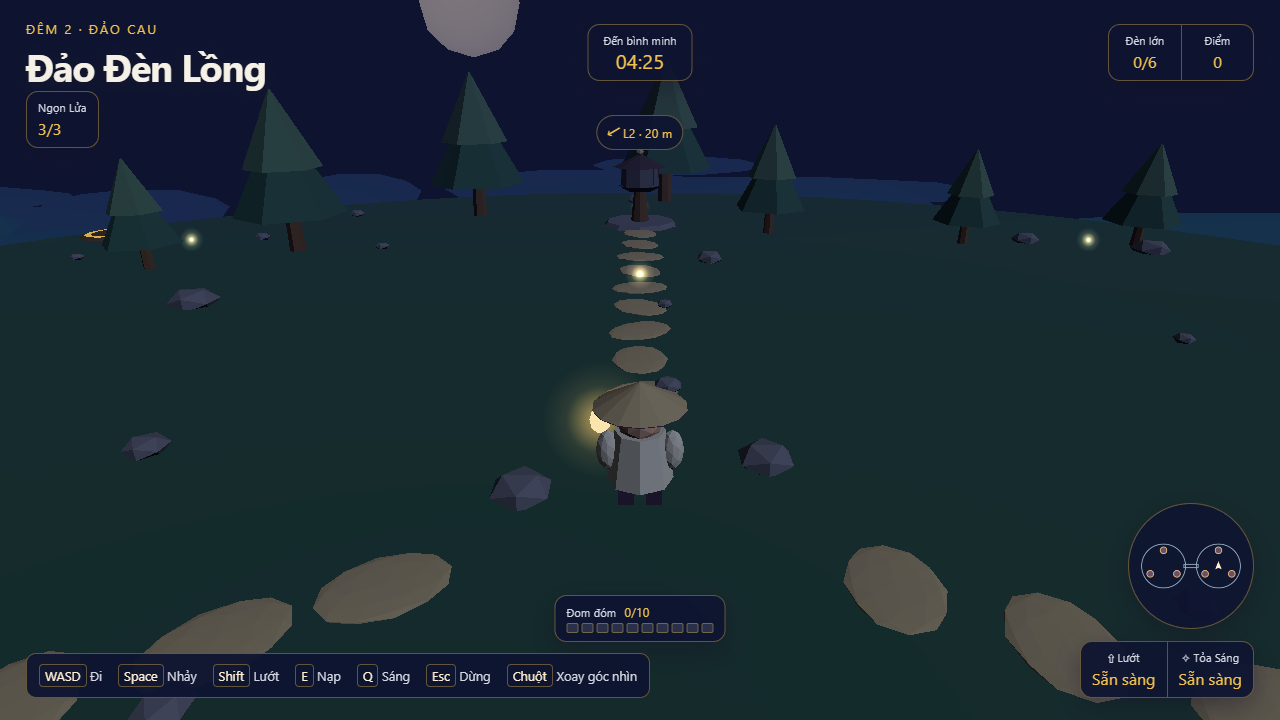 ĐÊM 2 · ĐẢO CAU
Đảo Đèn Lồng
Ngọn Lửa
3/3
Đến bình minh
04:25
L2 · 20 m
Đèn lớn
0/6
Điểm
0
Đom đóm 0/10
WASD Đi Space Nhảy Shift Lướt E Nạp Q Sáng Esc Dừng Chuột Xoay góc nhìn
⇧ Lướt
Sẵn sàng
✧ Tỏa Sáng
Sẵn sàng